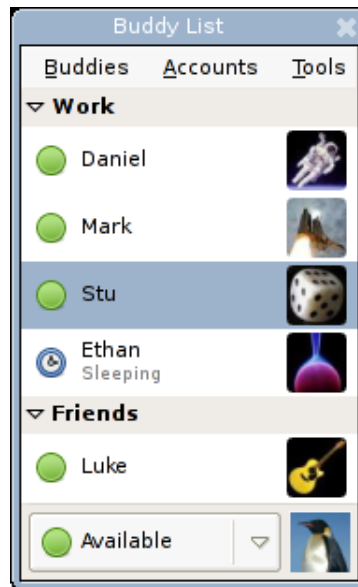 Buddy List
Buddies Accounts Tools
Work
Daniel
Mark
Stu
Ethan
Sleeping
Friends
Luke
Available